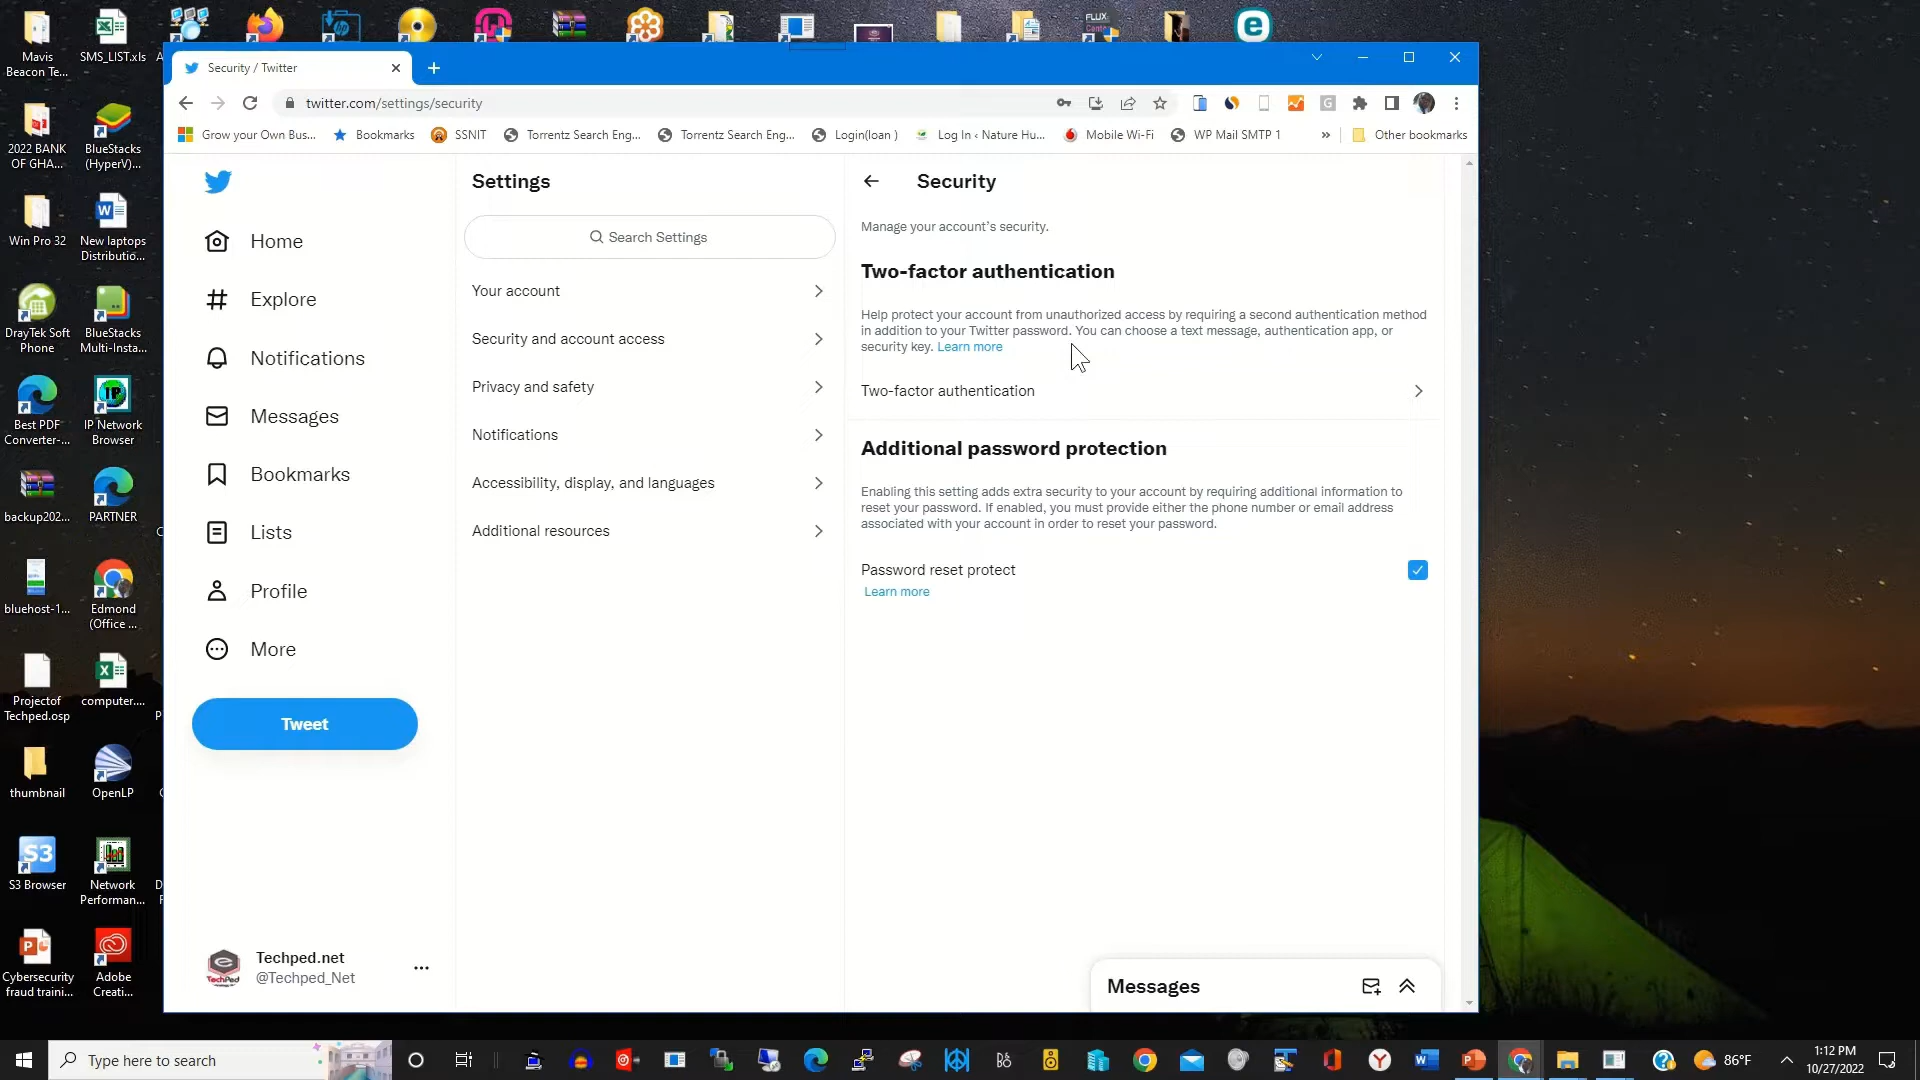 Mavis
Beacon Te...
SMS_LIST.xls
2022 BANK
OF GHA...
BlueStacks
(HyperV)...
Win Pro 32
New laptops
Distributio...
DrayTek Soft
Phone
BlueStacks
Multi-Insta...
Best PDF
Converter-...
IP Network
Browser
backup202...
PARTNER
bluehost-1...
Edmond
(Office ...
Projectof
Techped.osp
computer....
thumbnail
OpenLP
S3
S3 Browser
Network
Performan...
Cybersecurity
fraud traini...
Adobe
Creati...
FLUX
Security / Twitter
twitter.com/settings/security
Grow your Own Bus...
Bookmarks
SSNIT
Torrentz Search Eng...
Torrentz Search Eng...
Login(loan )
Log In ‹ Nature Hu...
Mobile Wi-Fi
WP Mail SMTP 1
»
Other bookmarks
Home
Explore
Notifications
Messages
Bookmarks
Lists
Profile
More
Tweet
Techped.net
@Techped_Net
Settings
Search Settings
Your account
Security and account access
Privacy and safety
Notifications
Accessibility, display, and languages
Additional resources
Security
Manage your account's security.
Two-factor authentication
Help protect your account from unauthorized access by requiring a second authentication method
in addition to your Twitter password. You can choose a text message, authentication app, or
security key. Learn more
Two-factor authentication
Additional password protection
Enabling this setting adds extra security to your account by requiring additional information to
reset your password. If enabled, you must provide either the phone number or email address
associated with your account in order to reset your password.
Password reset protect
Learn more
Messages
Type here to search
86°F
1:12 PM
10/27/2022